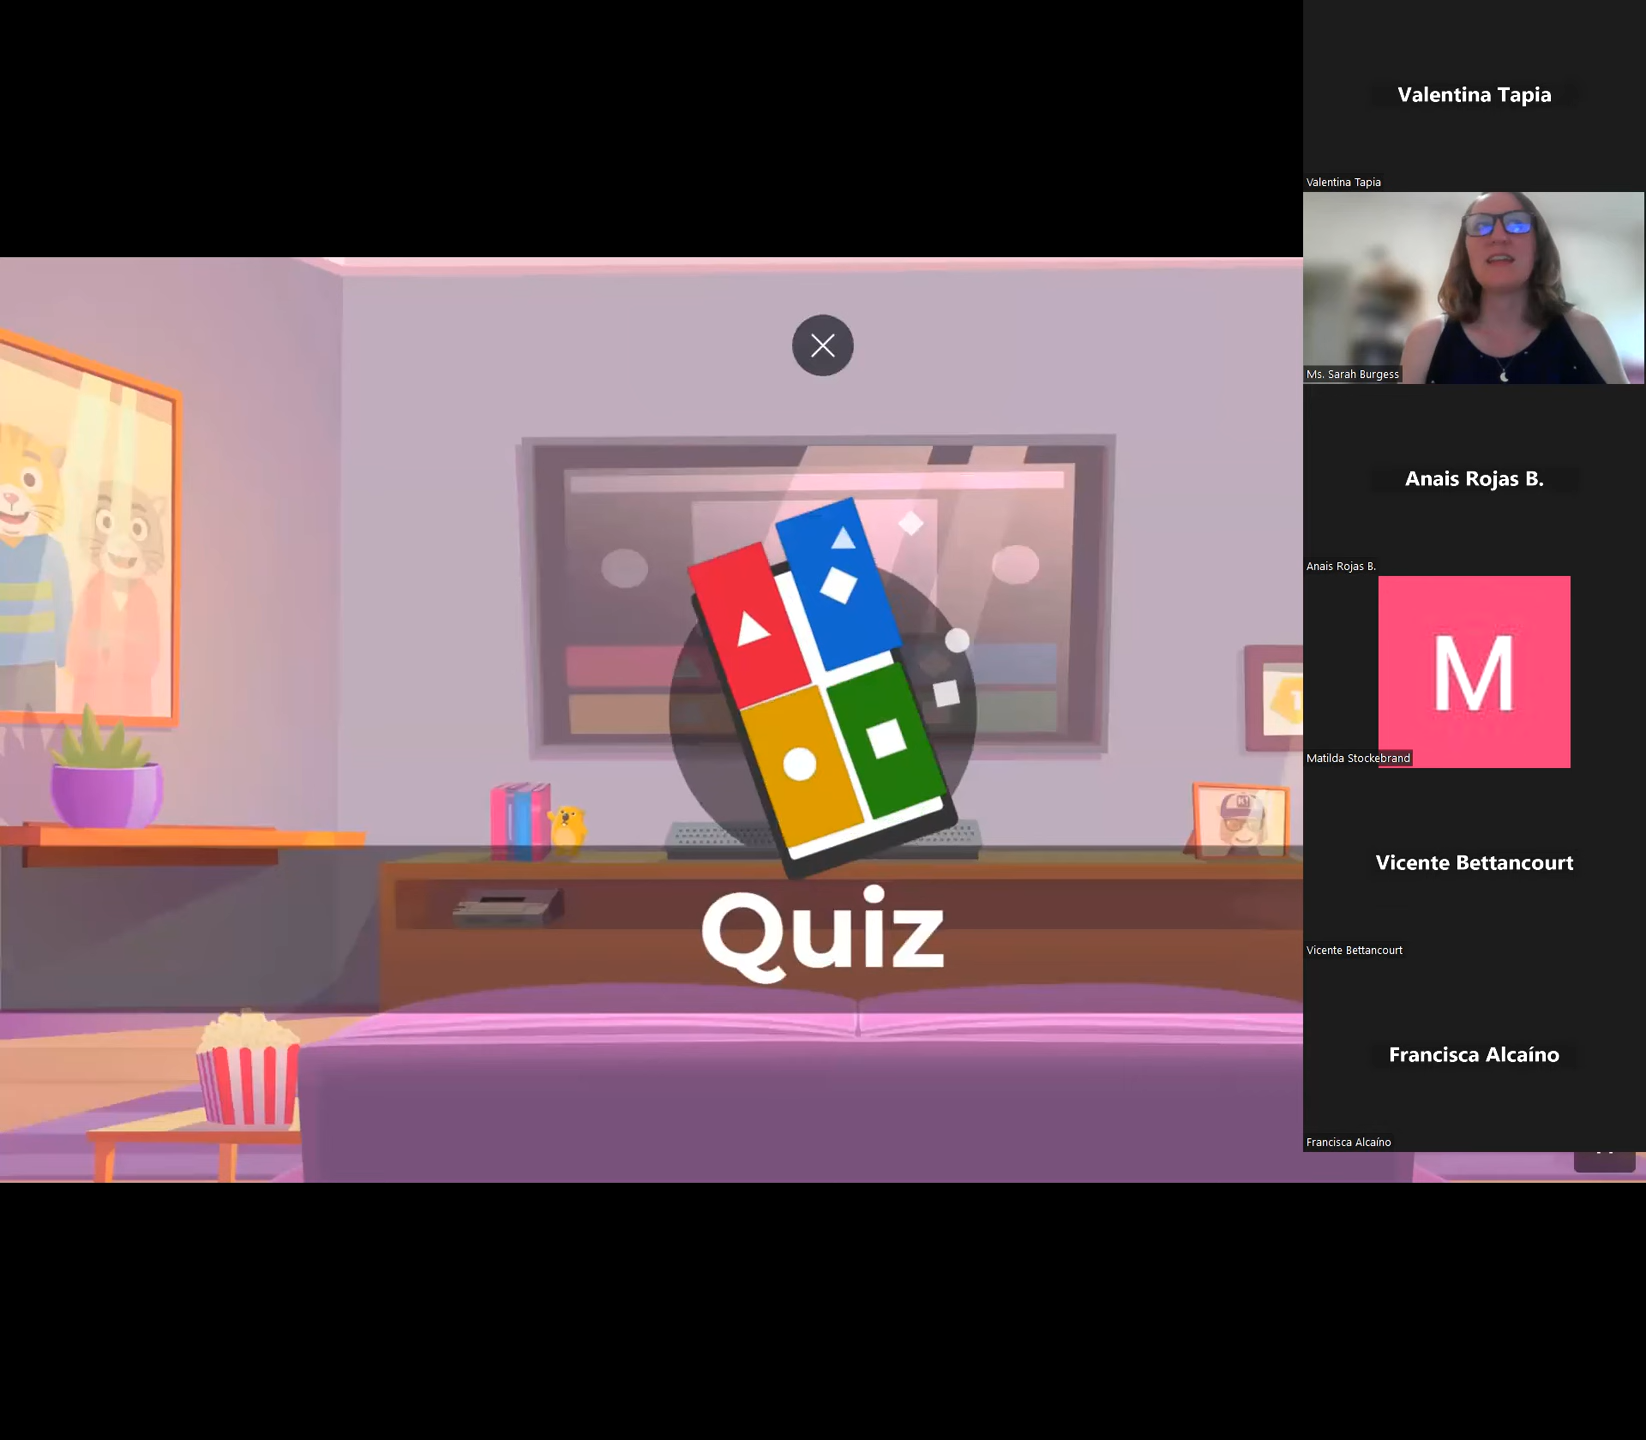 Valentina Tapia
Valentina Tapia
Ms. Sarah Burgess
Anais Rojas B.
Anais Rojas B.
M
Matilda Stockebrand
Vicente Bettancourt
Vicente Bettancourt
Francisca Alcaíno
Francisca Alcaíno
Quiz